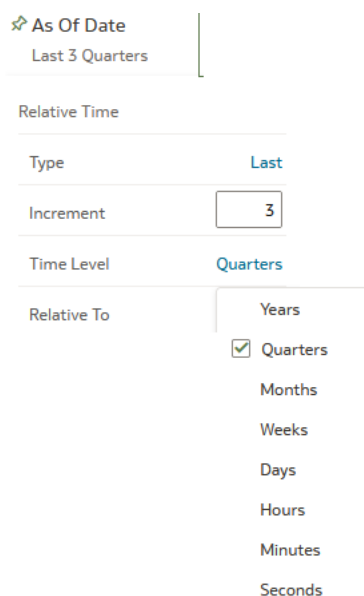 As Of Date
Last 3 Quarters
Relative Time
Type Last
Increment 3
Time Level Quarters
Relative To
Years
Quarters
Months
Weeks
Days
Hours
Minutes
Seconds